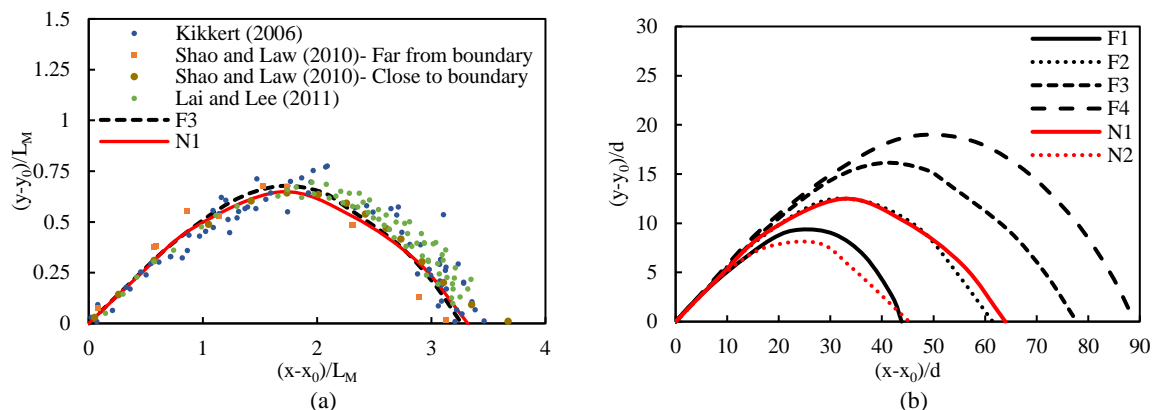 1.5
1.25
1
0.75
0.5
0.25
0
0
1
2
3
4
(y-y0)/LM
(x-x0)/LM
Kikkert (2006)
Shao and Law (2010)- Far from boundary
Shao and Law (2010)- Close to boundary
Lai and Lee (2011)
F3
N1
(a)
30
25
20
15
10
5
0
0
10
20
30
40
50
60
70
80
90
(y-y0)/d
(x-x0)/d
F1
F2
F3
F4
N1
N2
(b)